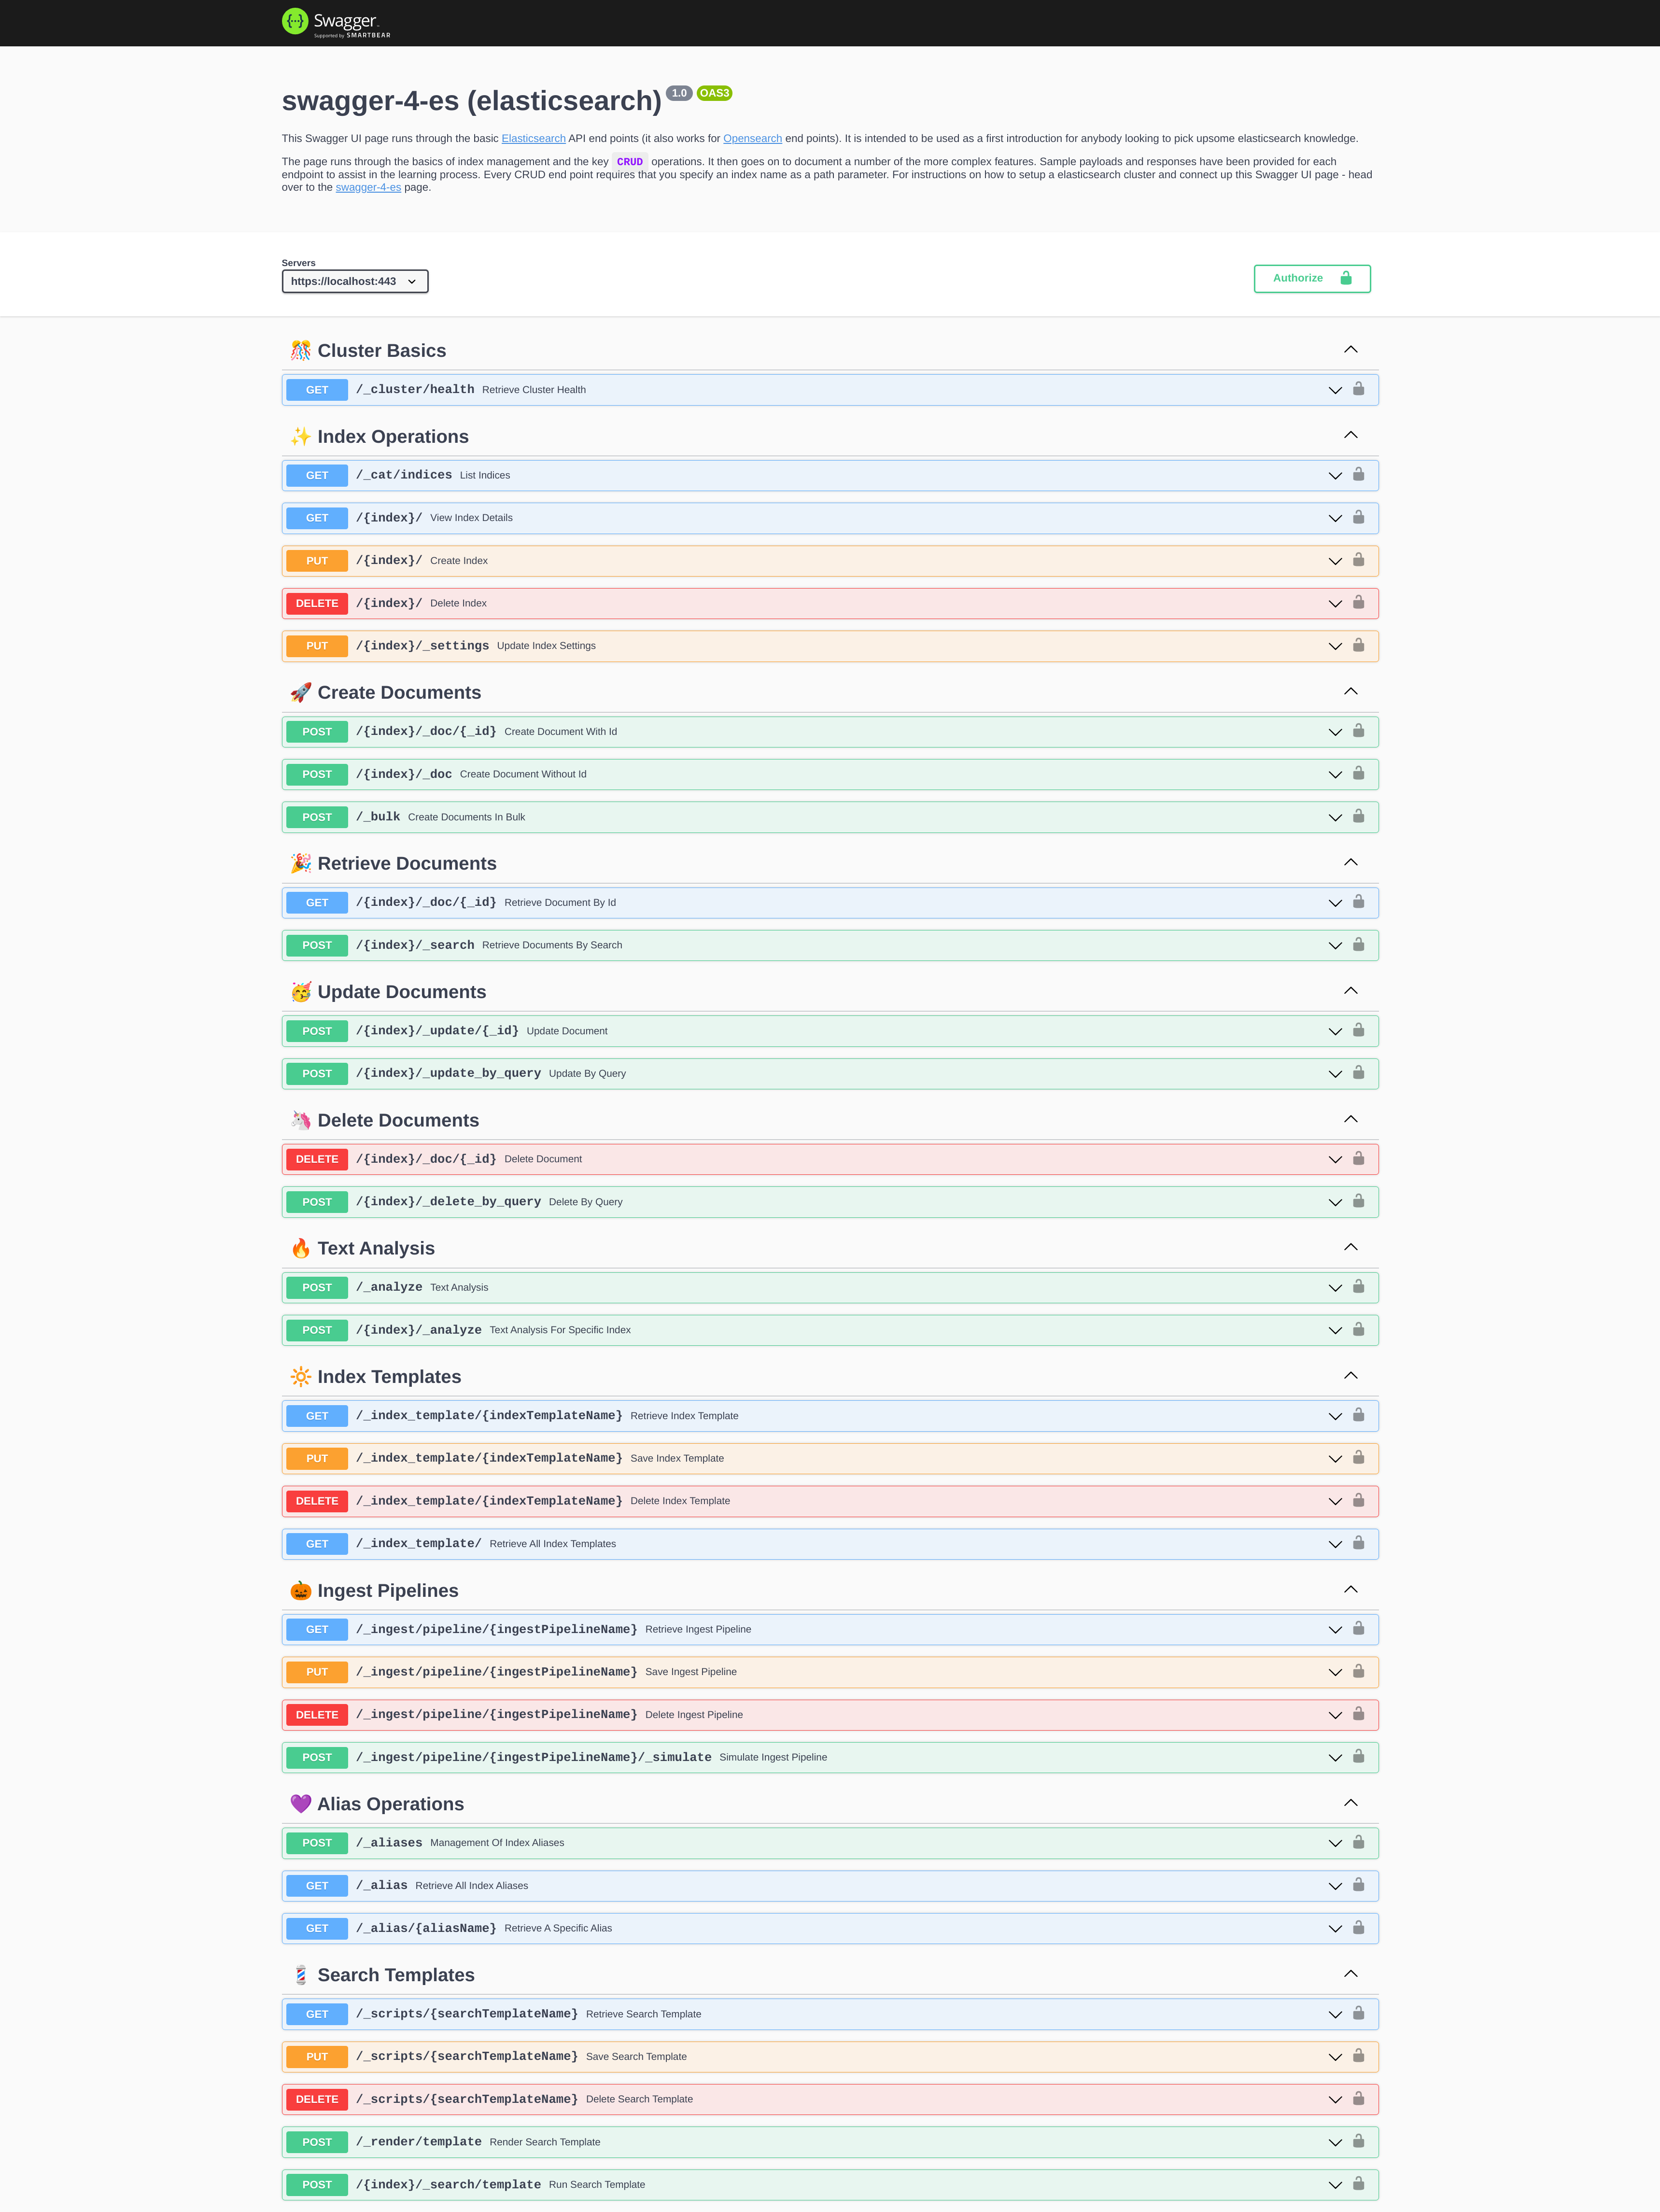 Swagger
Supported by SMARTBEAR
swagger-4-es (elasticsearch) 1.0 OAS3
This Swagger UI page runs through the basic Elasticsearch API end points (it also works for Opensearch end points). It is intended to be used as a first introduction for anybody looking to pick upsome elasticsearch knowledge.
The page runs through the basics of index management and the key CRUD operations. It then goes on to document a number of the more complex features. Sample payloads and responses have been provided for each
endpoint to assist in the learning process. Every CRUD end point requires that you specify an index name as a path parameter. For instructions on how to setup a elasticsearch cluster and connect up this Swagger UI page - head
over to the swagger-4-es page.
Servers
https://localhost:443
Authorize
🎊 Cluster Basics
GET /_cluster/health Retrieve Cluster Health
✨ Index Operations
GET /_cat/indices List Indices
GET /{index}/ View Index Details
PUT /{index}/ Create Index
DELETE /{index}/ Delete Index
PUT /{index}/_settings Update Index Settings
🚀 Create Documents
POST /{index}/_doc/{_id} Create Document With Id
POST /{index}/_doc Create Document Without Id
POST /_bulk Create Documents In Bulk
🎉 Retrieve Documents
GET /{index}/_doc/{_id} Retrieve Document By Id
POST /{index}/_search Retrieve Documents By Search
🥳 Update Documents
POST /{index}/_update/{_id} Update Document
POST /{index}/_update_by_query Update By Query
🦄 Delete Documents
DELETE /{index}/_doc/{_id} Delete Document
POST /{index}/_delete_by_query Delete By Query
🔥 Text Analysis
POST /_analyze Text Analysis
POST /{index}/_analyze Text Analysis For Specific Index
🔆 Index Templates
GET /_index_template/{indexTemplateName} Retrieve Index Template
PUT /_index_template/{indexTemplateName} Save Index Template
DELETE /_index_template/{indexTemplateName} Delete Index Template
GET /_index_template/ Retrieve All Index Templates
🎃 Ingest Pipelines
GET /_ingest/pipeline/{ingestPipelineName} Retrieve Ingest Pipeline
PUT /_ingest/pipeline/{ingestPipelineName} Save Ingest Pipeline
DELETE /_ingest/pipeline/{ingestPipelineName} Delete Ingest Pipeline
POST /_ingest/pipeline/{ingestPipelineName}/_simulate Simulate Ingest Pipeline
💜 Alias Operations
POST /_aliases Management Of Index Aliases
GET /_alias Retrieve All Index Aliases
GET /_alias/{aliasName} Retrieve A Specific Alias
💈 Search Templates
GET /_scripts/{searchTemplateName} Retrieve Search Template
PUT /_scripts/{searchTemplateName} Save Search Template
DELETE /_scripts/{searchTemplateName} Delete Search Template
POST /_render/template Render Search Template
POST /{index}/_search/template Run Search Template